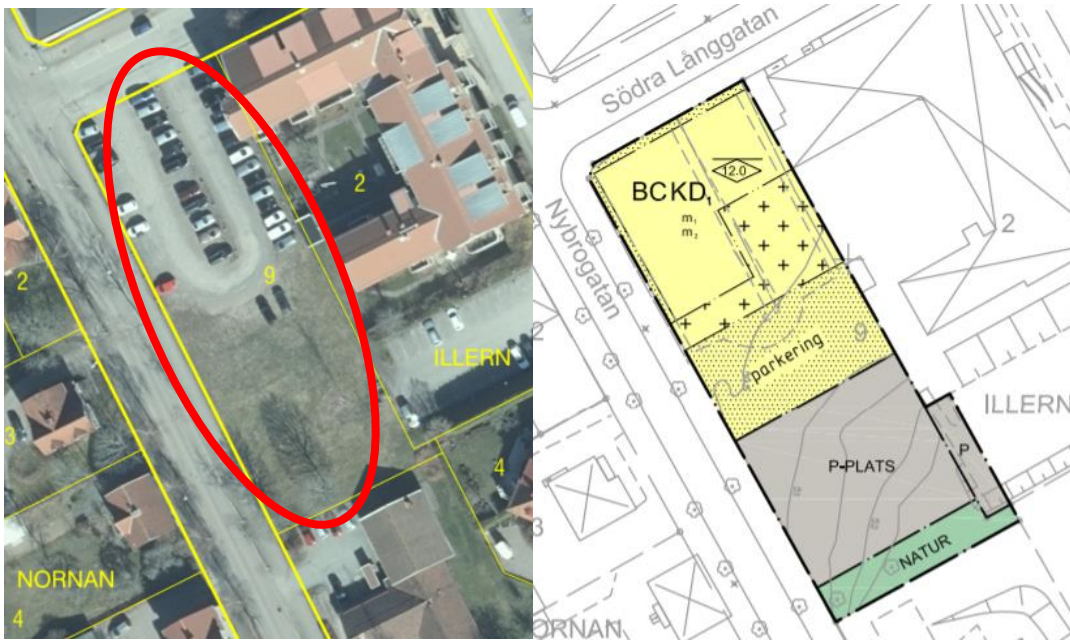 2
9
2
ILLERN
3
4
NORNAN
4
Södra Långgatan
12.0
BCKD1
m1
m2
Nybrogatan
2
2
parkering
9
ILLERN
P-PLATS
P
3
NATUR
ORNAN